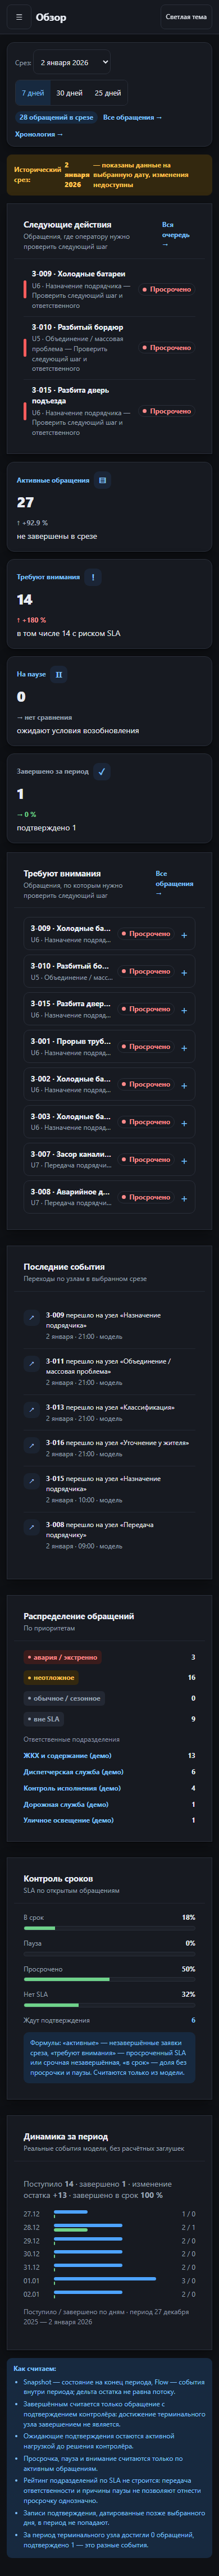 Обзор
Светлая тема
Срез:
2 января 2026
7 дней
30 дней
25 дней
28 обращений в срезе
Все обращения →
Хронология →
Исторический срез:
2 января 2026
— показаны данные на выбранную дату, изменения недоступны
Следующие действия
Вся очередь →
Обращения, где оператору нужно проверить следующий шаг
З-009 · Холодные батареи
U6 · Назначение подрядчика —
Проверить следующий шаг и
ответственного
Просрочено
З-010 · Разбитый бордюр
U5 · Объединение / массовая
проблема — Проверить
следующий шаг и
ответственного
Просрочено
З-015 · Разбита дверь
подъезда
U6 · Назначение подрядчика —
Проверить следующий шаг и
ответственного
Просрочено
Активные обращения
27
↑ +92.9 %
не завершены в срезе
Требуют внимания
!
14
↑ +180 %
в том числе 14 с риском SLA
На паузе
0
→ нет сравнения
ожидают условия возобновления
Завершено за период
✓
1
→ 0 %
подтверждено 1
Требуют внимания
Все обращения →
Обращения, по которым нужно проверить следующий шаг
З-009 · Холодные ба...
U6 · Назначение подряд...
Просрочено
+
З-010 · Разбитый бо...
U5 · Объединение / масс...
Просрочено
+
З-015 · Разбита двер...
U6 · Назначение подряд...
Просрочено
+
З-001 · Прорыв труб...
U6 · Назначение подряд...
Просрочено
+
З-002 · Холодные ба...
U6 · Назначение подряд...
Просрочено
+
З-003 · Холодные ба...
U6 · Назначение подряд...
Просрочено
+
З-007 · Засор канали...
U7 · Передача подрядчи...
Просрочено
+
З-008 · Аварийное д...
U7 · Передача подрядчи...
Просрочено
+
Последние события
Переходы по узлам в выбранном срезе
З-009 перешло на узел «Назначение
подрядчика»
2 января · 21:00 · модель
З-011 перешло на узел «Объединение /
массовая проблема»
2 января · 21:00 · модель
З-013 перешло на узел «Классификация»
2 января · 21:00 · модель
З-016 перешло на узел «Уточнение у жителя»
2 января · 21:00 · модель
З-015 перешло на узел «Назначение
подрядчика»
2 января · 10:00 · модель
З-008 перешло на узел «Передача
подрядчику»
2 января · 09:00 · модель
Распределение обращений
По приоритетам
авария / экстренно 3
неотложное 16
обычное / сезонное 0
вне SLA 9
Ответственные подразделения
ЖКХ и содержание (демо) 13
Диспетчерская служба (демо) 6
Контроль исполнения (демо) 4
Дорожная служба (демо) 1
Уличное освещение (демо) 1
Контроль сроков
SLA по открытым обращениям
В срок 18%
Пауза 0%
Просрочено 50%
Нет SLA 32%
Ждут подтверждения 6
Формулы: «активные» — незавершённые заявки
среза, «требуют внимания» — просроченный SLA
или срочная незавершённая, «в срок» — доля без
просрочки и паузы. Считаются только из модели.
Динамика за период
Реальные события модели, без расчётных заглушек
Поступило 14 · завершено 1 · изменение
остатка +13 · завершено в срок 100 %
27.12 1 / 0
28.12 2 / 1
29.12 2 / 0
30.12 2 / 0
31.12 2 / 0
01.01 3 / 0
02.01 2 / 0
Поступило / завершено по дням · период 27 декабря
2025 — 2 января 2026
Как считаем:
• Snapshot — состояние на конец периода, Flow — события
внутри периода; дельта остатка не равна потоку.
• Завершённым считается только обращение с
подтверждением контролёра: достижение терминального
узла завершением не является.
• Ожидающие подтверждения остаются активной
нагрузкой до решения контролёра.
• Просрочка, пауза и внимание считаются только по
активным обращениям.
• Рейтинг подразделений по SLA не строится: передача
ответственности и причины паузы не позволяют отнести
просрочку однозначно.
• Записи подтверждения, датированные позже выбранного
дня, в период не попадают.
• За период терминального узла достигли 0 обращений,
подтверждено 1 — это разные события.